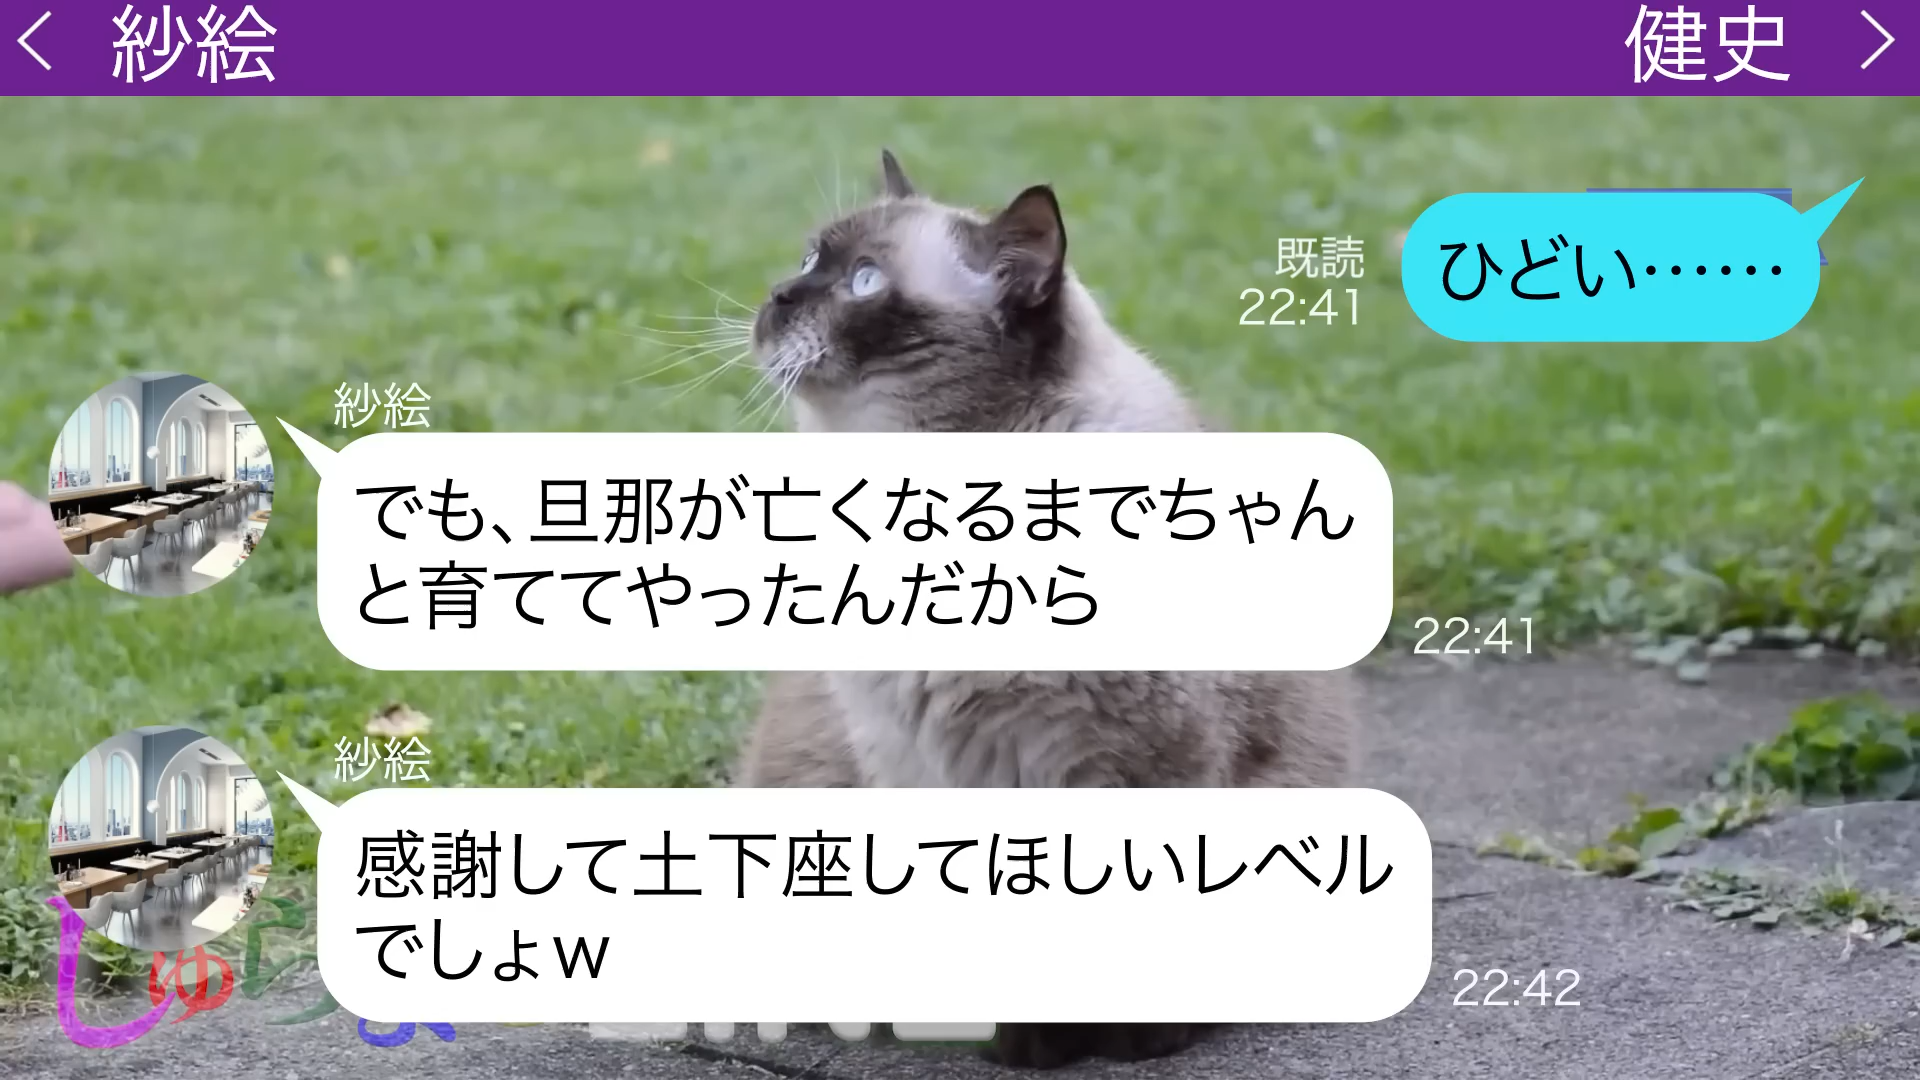 紗絵
健史
ひどい……
既読
22:41
紗絵
でも、旦那が亡くなるまでちゃん
と育ててやったんだから
22:41
紗絵
感謝して土下座してほしいレベル
でしょw
22:42
しゅら